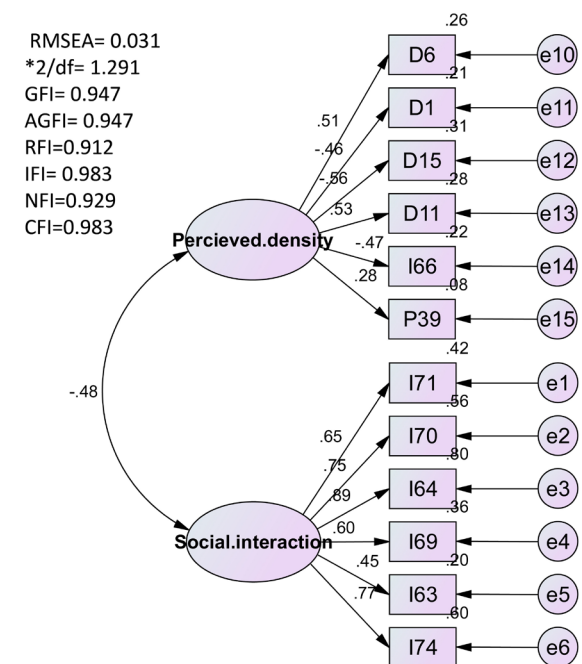 RMSEA= 0.031
*2/df= 1.291
GFI= 0.947
AGFI= 0.947
RFI=0.912
IFI= 0.983
NFI=0.929
CFI=0.983
.26
D6
e10
.21
D1
e11
.31
D15
e12
.28
D11
e13
.22
I66
e14
.08
P39
e15
.51
-.46
-.56
.53
-.47
.28
Percieved.density
-.48
.42
I71
e1
.56
I70
e2
.80
I64
e3
.36
I69
e4
.20
I63
e5
.60
I74
e6
.65
.75
.89
.60
.45
.77
Social.interaction